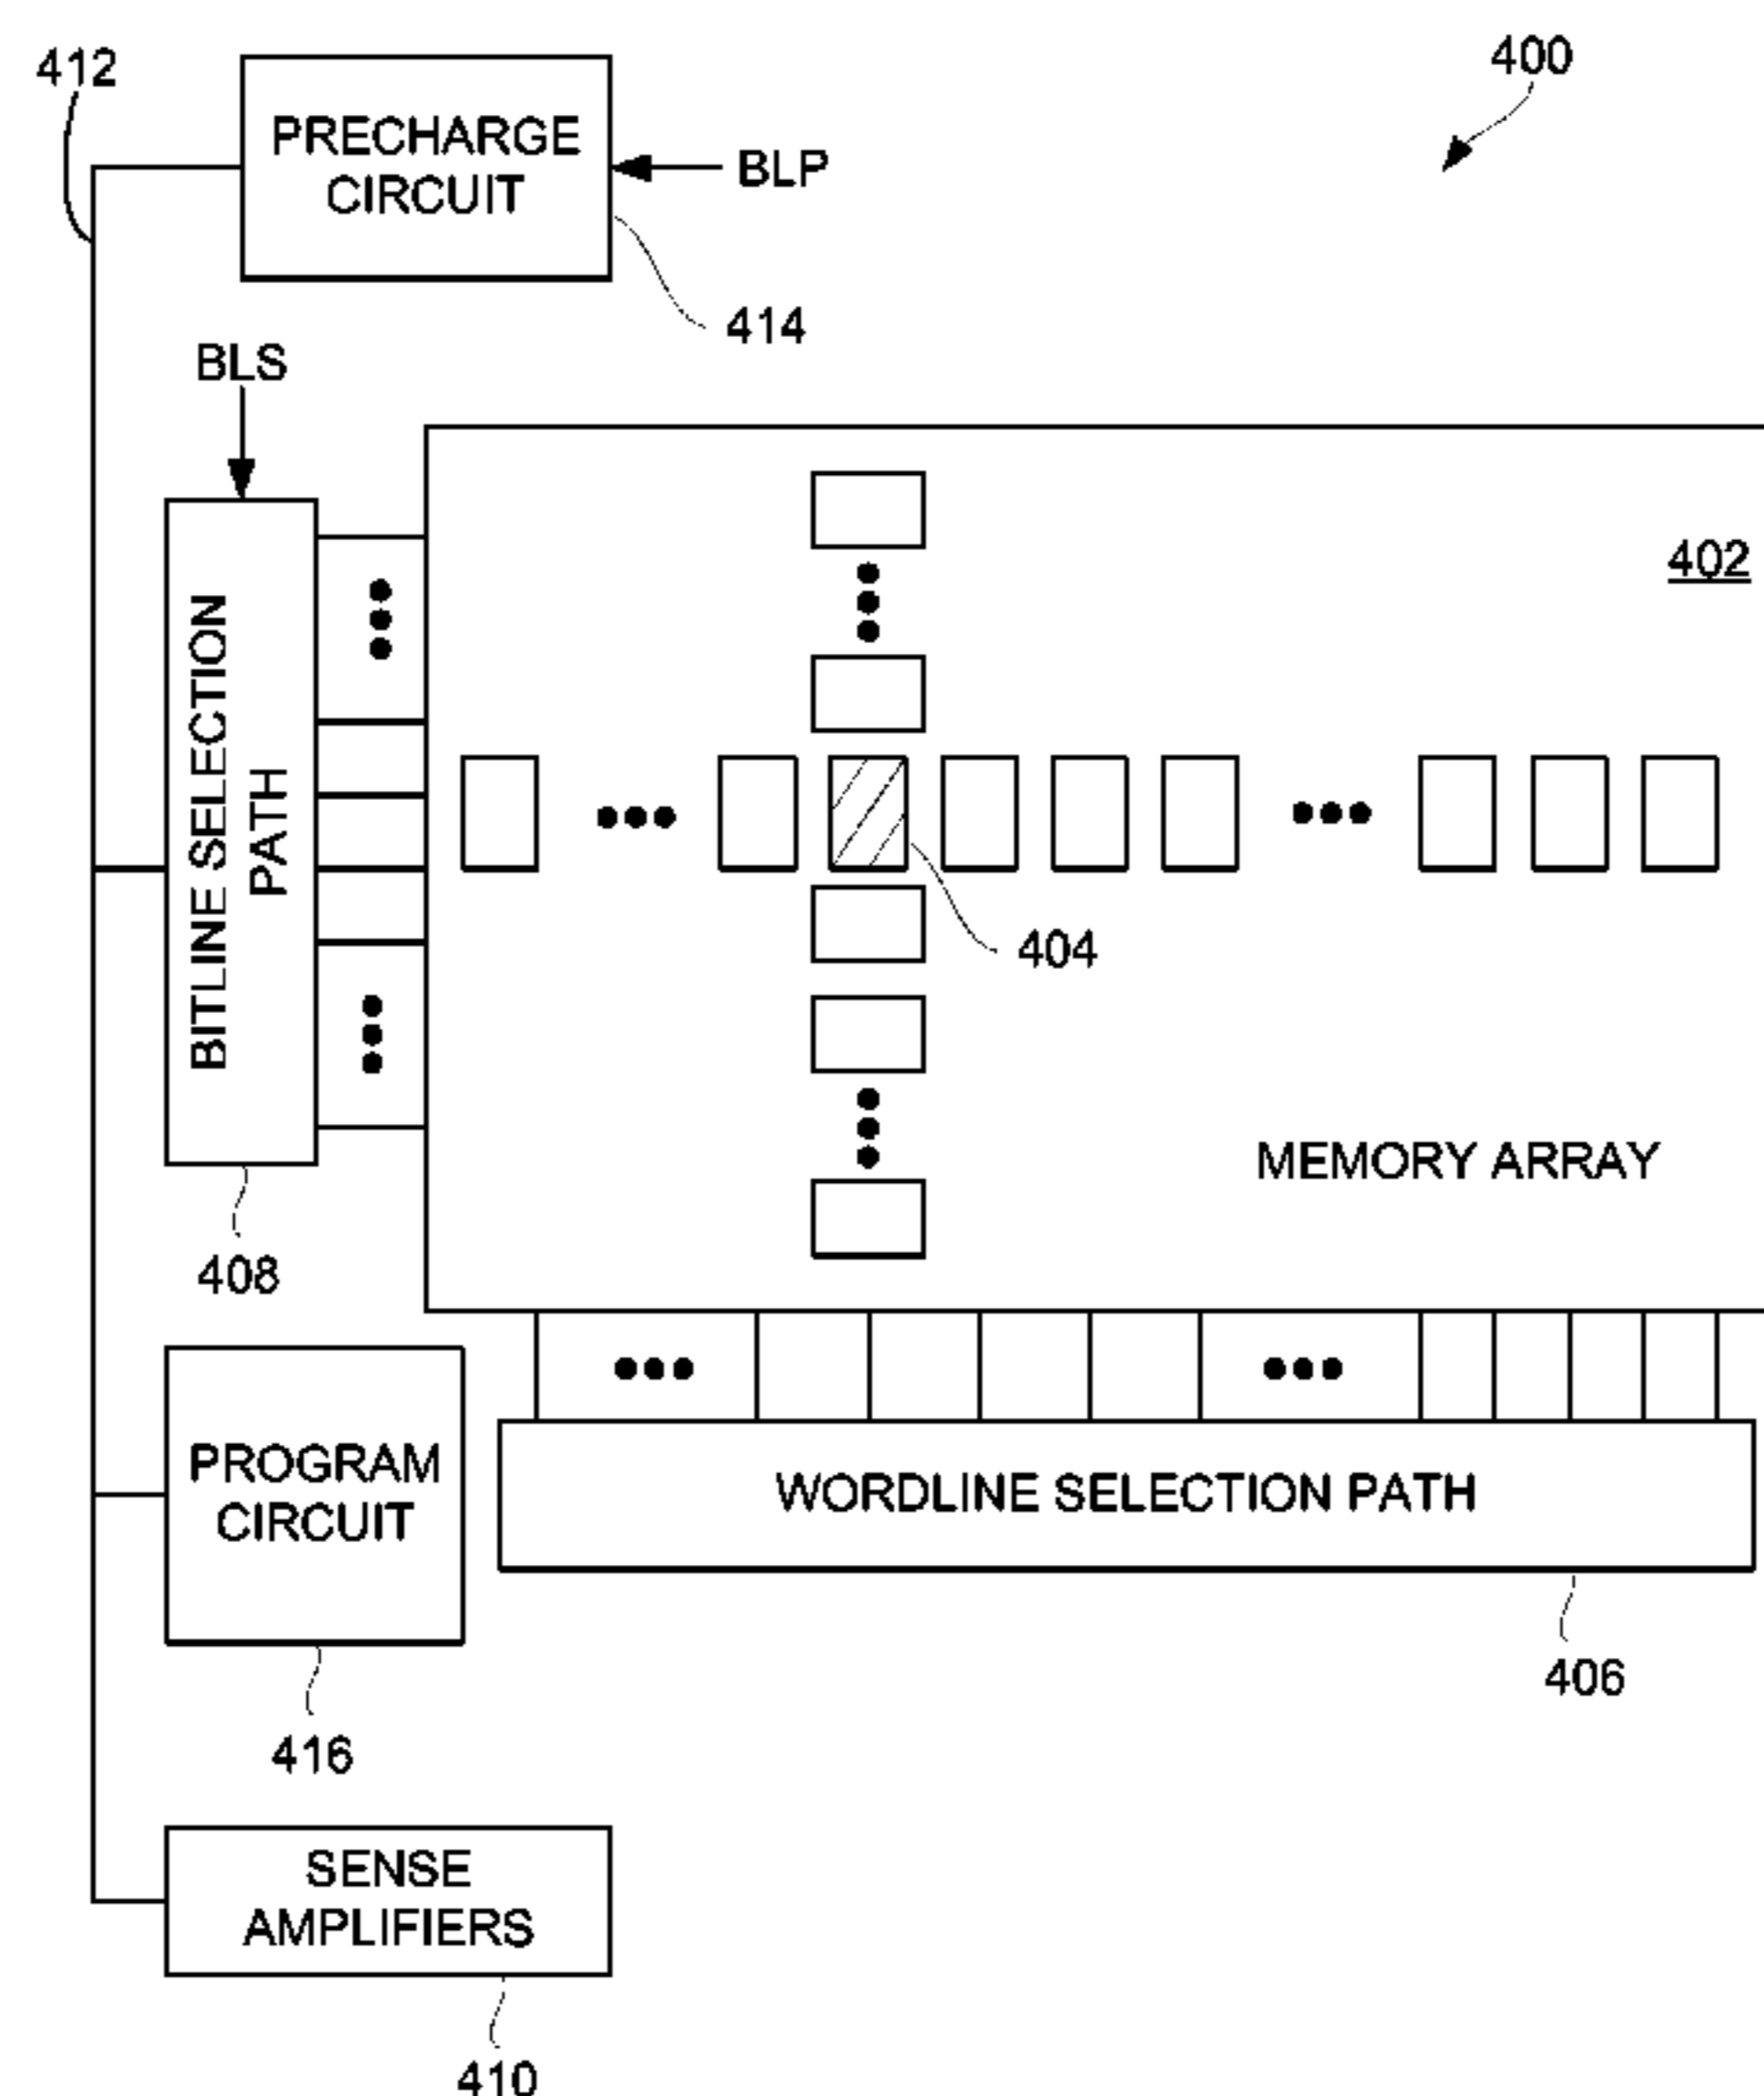 412
400
PRECHARGE
CIRCUIT
BLP
414
BLS
402
BITLINE SELECTION
PATH
404
MEMORY ARRAY
408
PROGRAM
CIRCUIT
WORDLINE SELECTION PATH
406
416
SENSE
AMPLIFIERS
410